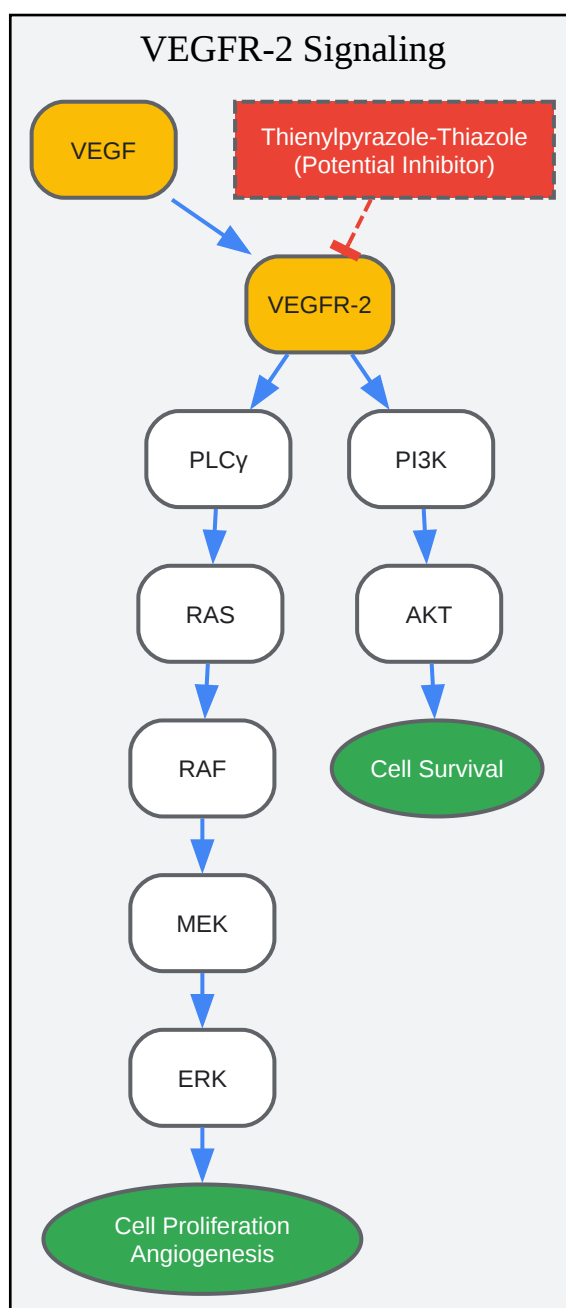 VEGFR-2 Signaling
VEGF
Thienylpyrazole-Thiazole
(Potential Inhibitor)
VEGFR-2
PLCγ
PI3K
RAS
AKT
RAF
Cell Survival
MEK
ERK
Cell Proliferation
Angiogenesis